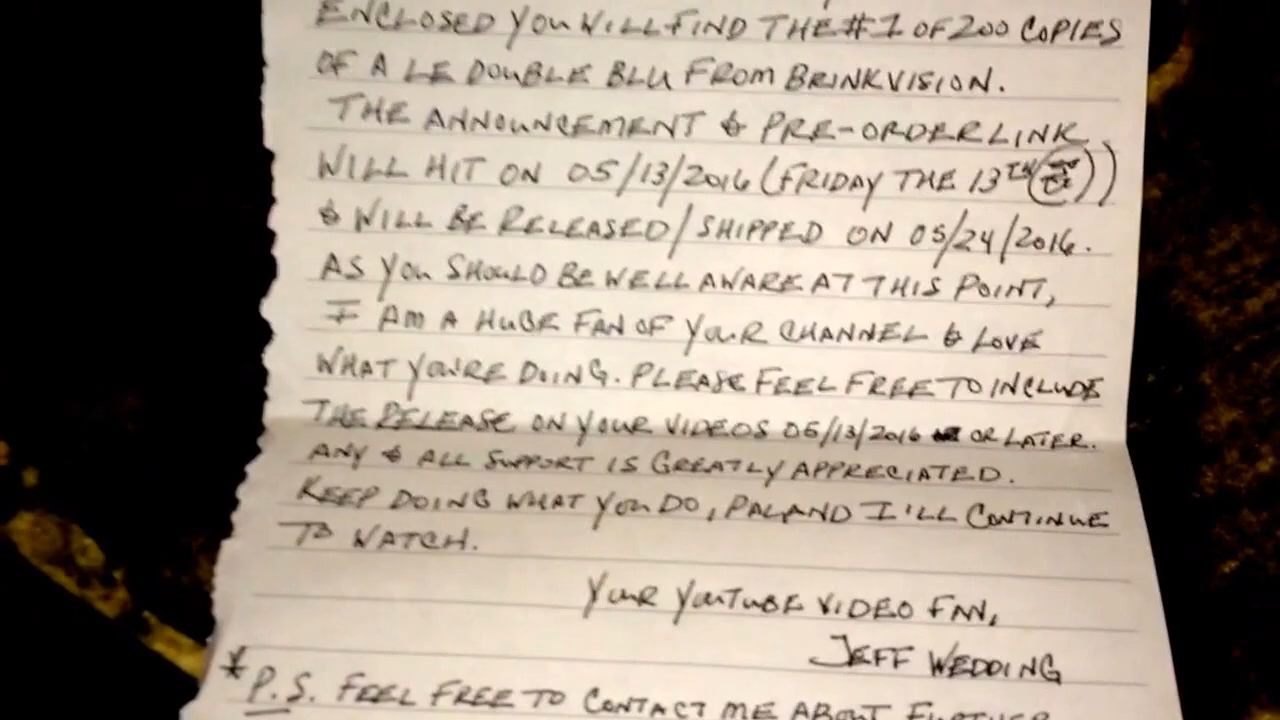 ENCLOSED YOU WILL FIND THE #1 OF 200 COPIES
OF A LE DOUBLE BLU FROM BRINKVISION.
THE ANNOUNCEMENT & PRE-ORDER LINK
WILL HIT ON 05/13/2016 (FRIDAY THE 13TH))
& WILL BE RELEASED/SHIPPED ON 05/24/2016.
AS YOU SHOULD BE WELL AWARE AT THIS POINT,
I AM A HUGE FAN OF YOUR CHANNEL & LOVE
WHAT YOU'RE DOING. PLEASE FEEL FREE TO INCLUDE
THE RELEASE ON YOUR VIDEOS 05/13/2016 OR LATER.
ANY & ALL SUPPORT IS GREATLY APPRECIATED.
KEEP DOING WHAT YOU DO, PAL AND I'LL CONTINUE
TO WATCH.
YOUR YOUTUBE VIDEO FAN,
JEFF WEDDING
*P.S. FEEL FREE TO CONTACT ME ABOUT FURTHER